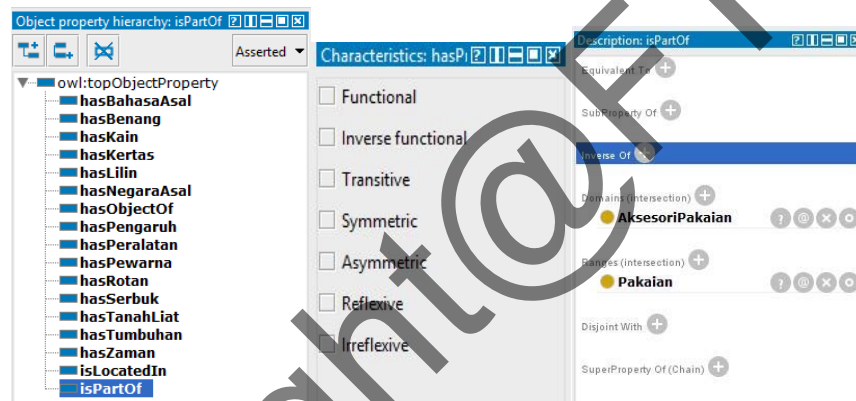 Object property hierarchy: isPartOf
Asserted
owl:topObjectProperty
hasBahasaAsal
hasBenang
hasKain
hasKertas
hasLilin
hasNegaraAsal
hasObjectOf
hasPengaruh
hasPeralatan
hasPewarna
hasRotan
hasSerbuk
hasTanahLiat
hasTumbuhan
hasZaman
isLocatedIn
isPartOf
Characteristics: hasP
Functional
Inverse functional
Transitive
Symmetric
Asymmetric
Reflexive
Irreflexive
Description: isPartOf
Equivalent To
SubProperty Of
Inverse Of
Domains (intersection)
AksesoriPakaian
Ranges (intersection)
Pakaian
Disjoint With
SuperProperty Of (Chain)